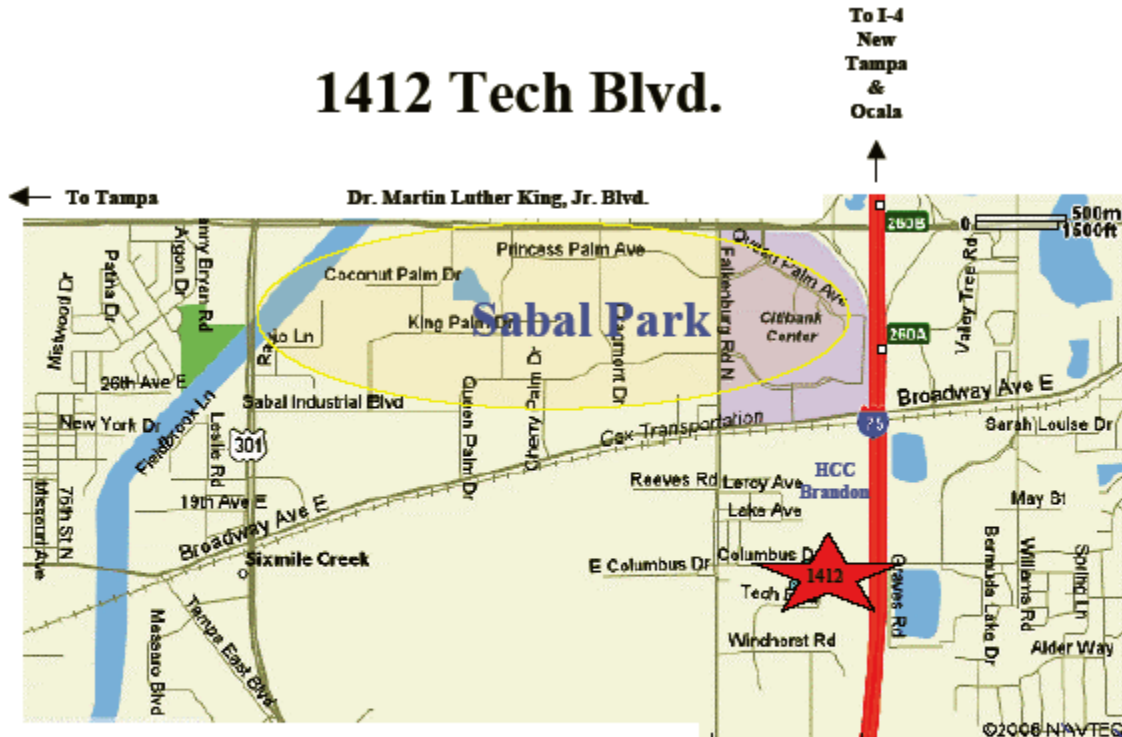 To I-4
New
Tampa
&
Ocala
1412 Tech Blvd.
To Tampa
Dr. Martin Luther King, Jr. Blvd.
260B
0
500m
1500ft
Mistwood Dr
Patha Dr
Argon Dr
Bryan Rd
Coconut Palm Dr
Princess Palm Ave
Queen Palm Ave
Falkenburg Rd N
Valley Tree Rd
King Palm Dr
Sabal Park
Citibank
Center
260A
Ln
26th Ave E
Sabal Industrial Blvd
Queen Palm Dr
Cherry Palm Dr
Broadway Ave E
New York Dr
Fieldbrook Ln
Leslie Rd
301
Transportation
75
Sarah Louise Dr
HCC
Brandon
Reeves Rd
Leroy Ave
Lake Ave
May St
Missouri Ave
75th St N
19th Ave E
Broadway Ave E
Sixmile Creek
E Columbus Dr
Columbus D
1412
Tech
Graves Rd
Bermuda Lake Dr
Williams Rd
Windhorst Rd
Alder Way
Massaro Blvd
Tampa East Blvd
©2006 NAVTEC